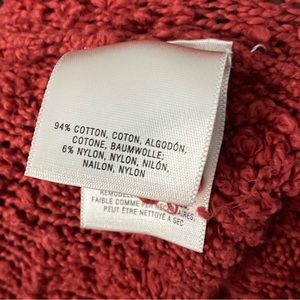 94% COTTON, COTON, ALGODÓN,
COTONE, BAUMWOLLE;
6% NYLON, NYLON, NILÓN,
NAILON, NYLON
FAIBLE COMME
PEUT ÊTRE NETTOYÉ A SEC